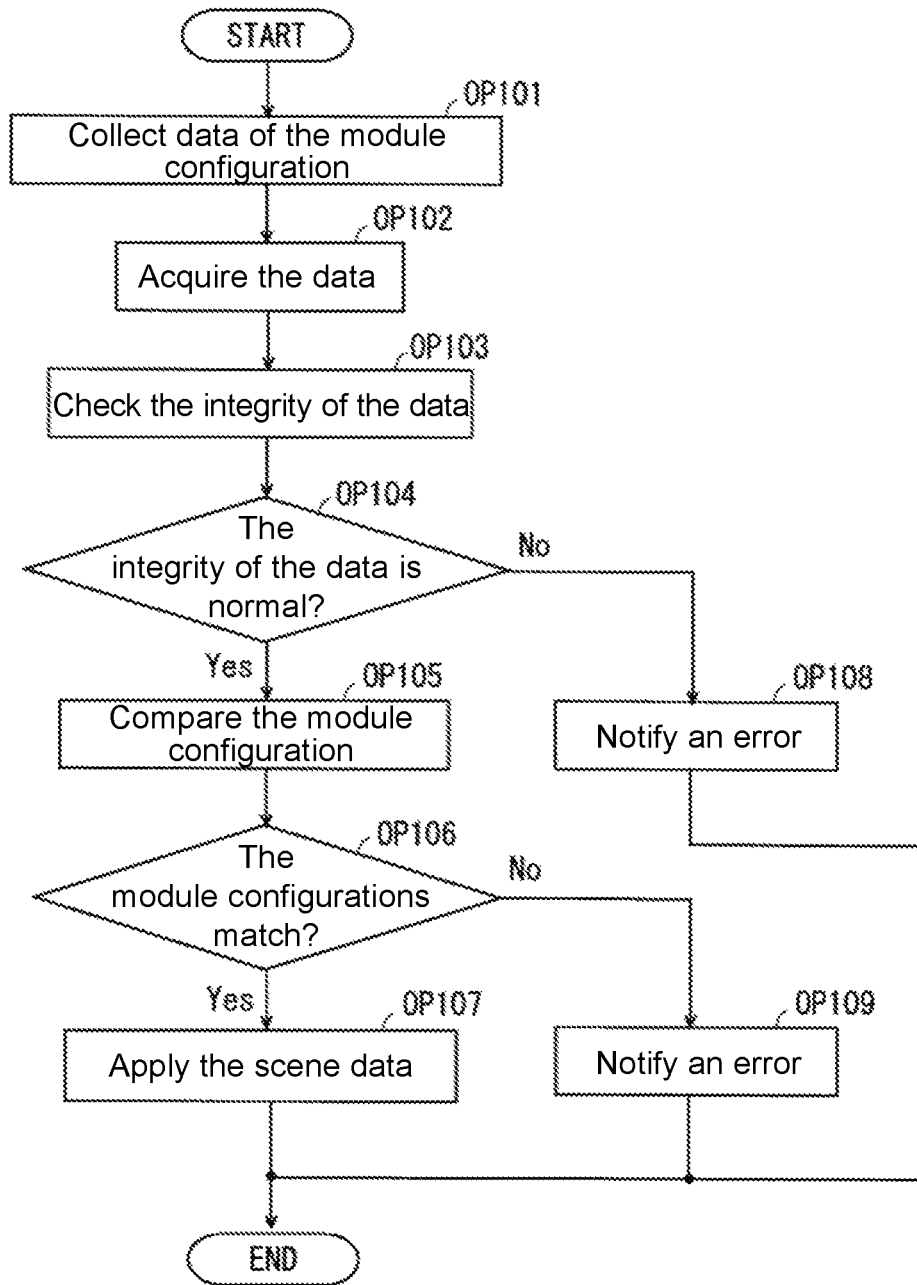 START
OP101
Collect data of the module
configuration
OP102
Acquire the data
OP103
Check the integrity of the data
OP104
The
integrity of the data is
normal?
No
Yes
OP105
Compare the module
configuration
OP108
Notify an error
OP106
The
module configurations
match?
No
Yes
OP107
Apply the scene data
OP109
Notify an error
END